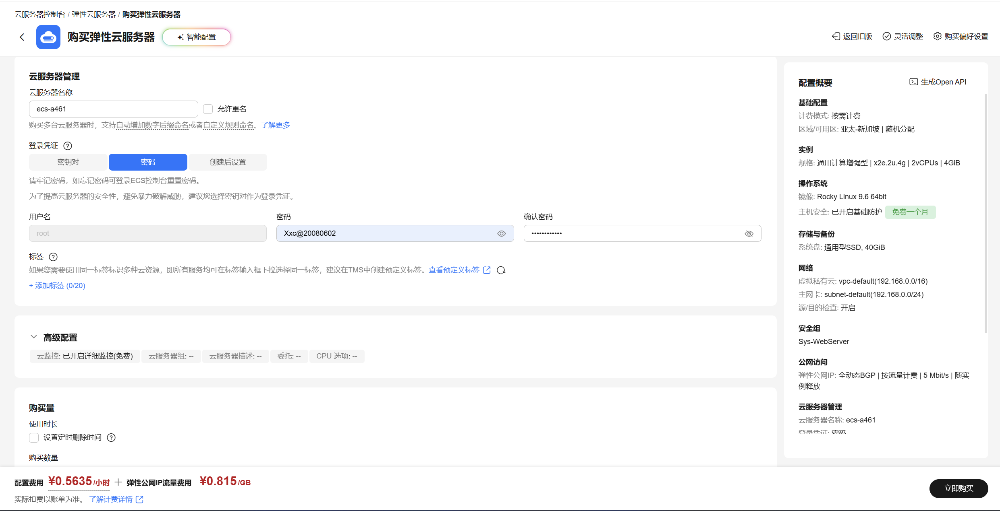 云服务器控制台 / 弹性云服务器 / 购买弹性云服务器
购买弹性云服务器
智能配置
返回旧版
灵活调整
购买偏好设置
云服务器管理
云服务器名称
ecs-a461
允许重名
购买多台云服务器时，支持自动增加数字后缀命名或者自定义规则命名。了解更多
登录凭证
密钥对
密码
创建后设置
请牢记密码，如忘记密码可登录ECS控制台重置密码。
为了提高云服务器的安全性，避免暴力破解威胁，建议您选择密钥对作为登录凭证。
用户名
密码
确认密码
root
Xxc@20080602
••••••••••••
标签
如果您需要使用同一标签标识多种云资源，即所有服务均可在标签输入框下拉选择同一标签，建议在TMS中创建预定义标签。查看预定义标签
+ 添加标签 (0/20)
高级配置
云监控: 已开启详细监控(免费)
云服务器组: --
云服务器描述: --
委托: --
CPU 选项: --
购买量
使用时长
设置定时删除时间
购买数量
配置概要
生成Open API
基础配置
计费模式: 按需计费
区域/可用区: 亚太-新加坡 | 随机分配
实例
规格: 通用计算增强型 | x2e.2u.4g | 2vCPUs | 4GiB
操作系统
镜像: Rocky Linux 9.6 64bit
主机安全: 已开启基础防护 免费一个月
存储与备份
系统盘: 通用型SSD, 40GiB
网络
虚拟私有云: vpc-default(192.168.0.0/16)
主网卡: subnet-default(192.168.0.0/24)
源/目的检查: 开启
安全组
Sys-WebServer
公网访问
弹性公网IP: 全动态BGP | 按流量计费 | 5 Mbit/s | 随实
例释放
云服务器管理
云服务器名称: ecs-a461
登录凭证: 密码
配置费用 ¥0.5635/小时 + 弹性公网IP流量费用 ¥0.815/GB
实际扣费以账单为准。 了解计费详情
立即购买